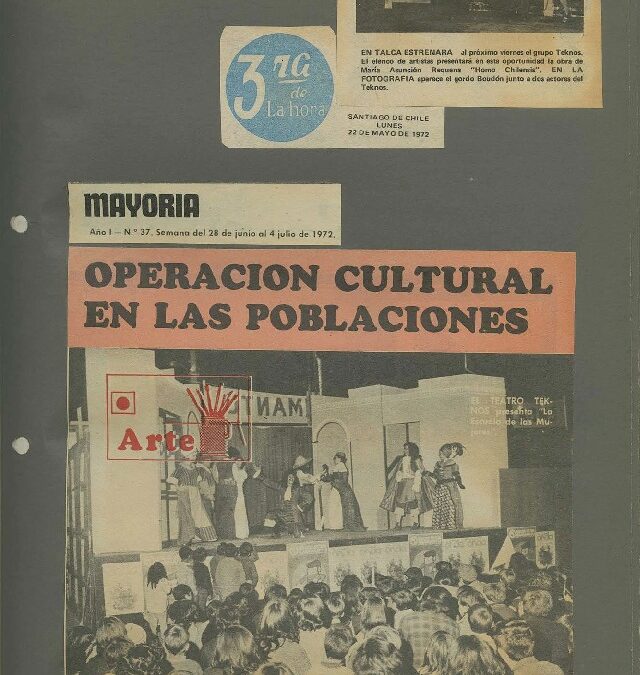 EN TALCA ESTRENARA el próximo viernes el grupo Teknos.
El elenco de artistas presentará en esta oportunidad la obra de
María Asunción Requena "Homo Chilensis". EN LA
FOTOGRAFIA aparece el gordo Boudón junto a dos actores del
Teknos.
3 ra
de
La hora
SANTIAGO DE CHILE
LUNES
22 DE MAYO DE 1972
MAYORIA
Año I — N.º 37. Semana del 28 de junio al 4 julio de 1972.
OPERACION CULTURAL
EN LAS POBLACIONES
EL TEATRO TEK-
NOS presenta "La
Escuela de las Mu-
jeres".
Arte